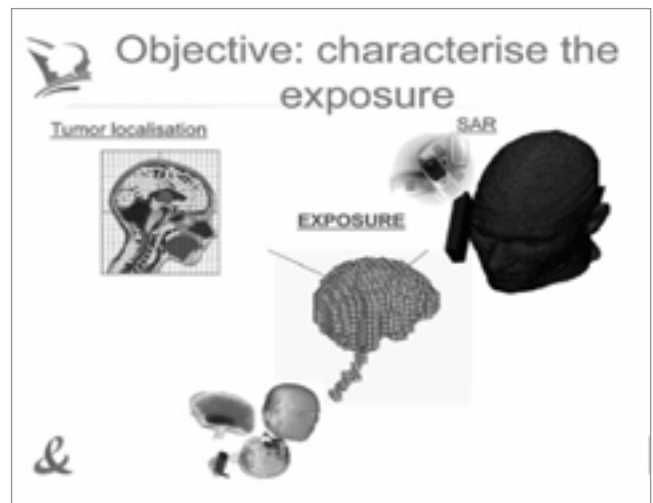 Objective: characterise the
exposure
Tumor localisation
SAR
EXPOSURE
&